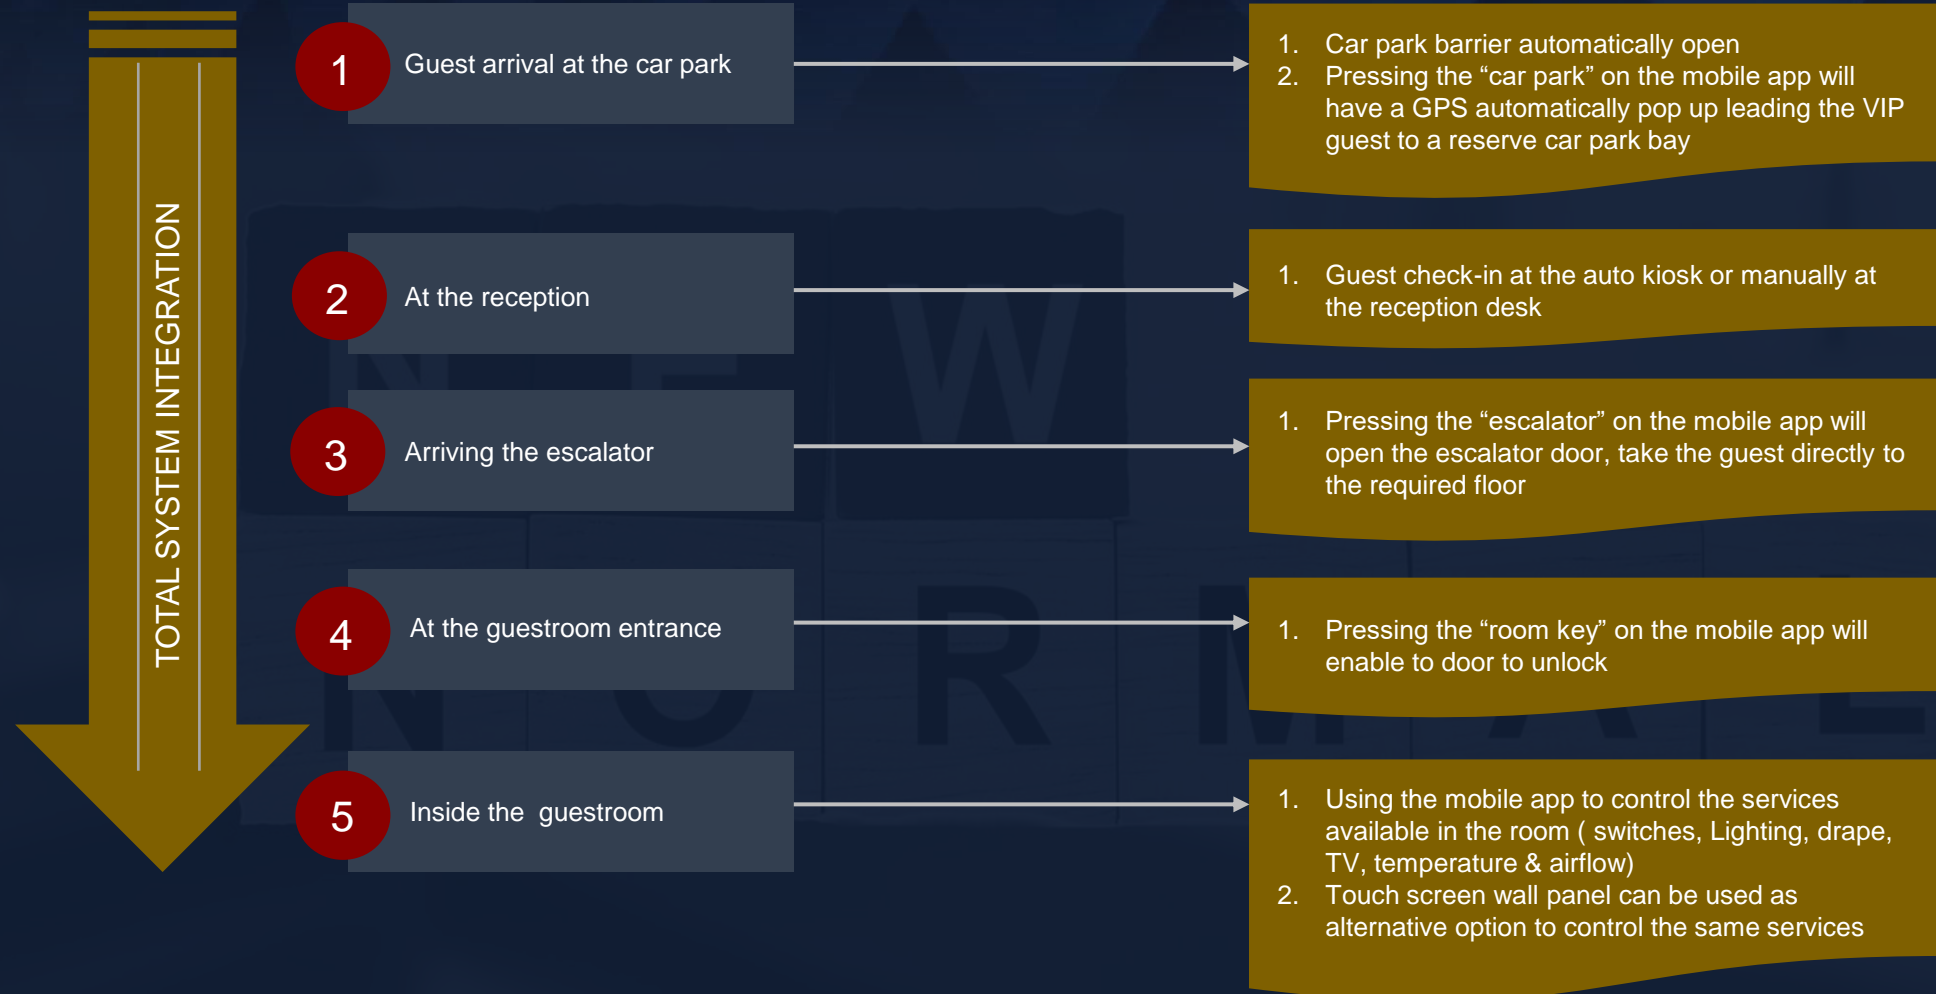 TOTAL SYSTEM INTEGRATION
1
Guest arrival at the car park
1. Car park barrier automatically open
2. Pressing the “car park” on the mobile app will
have a GPS automatically pop up leading the VIP
guest to a reserve car park bay
2
At the reception
1. Guest check-in at the auto kiosk or manually at
the reception desk
3
Arriving the escalator
1. Pressing the “escalator” on the mobile app will
open the escalator door, take the guest directly to
the required floor
4
At the guestroom entrance
1. Pressing the “room key” on the mobile app will
enable to door to unlock
5
Inside the  guestroom
1. Using the mobile app to control the services
available in the room ( switches, Lighting, drape,
TV, temperature & airflow)
2. Touch screen wall panel can be used as
alternative option to control the same services
NEW
NORMAL